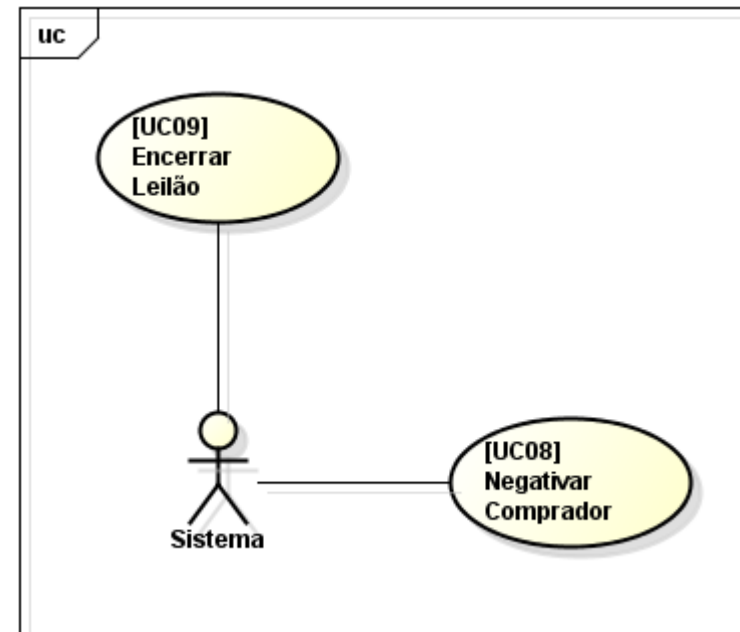 uc
[UC09]
Encerrar
Leilão
[UC08]
Negativar
Comprador
Sistema